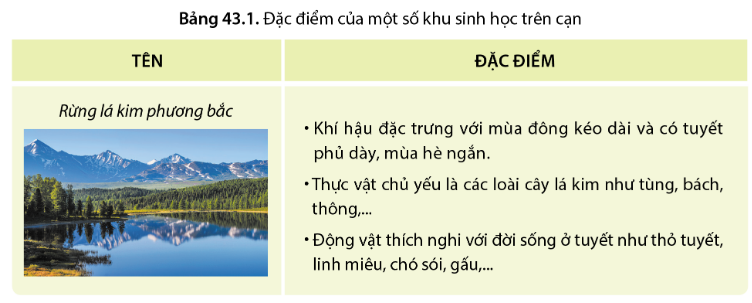 Bảng 43.1. Đặc điểm của một số khu sinh học trên cạn
TÊN
ĐẶC ĐIỂM
Rừng lá kim phương bắc
• Khí hậu đặc trưng với mùa đông kéo dài và có tuyết
phủ dày, mùa hè ngắn.
• Thực vật chủ yếu là các loài cây lá kim như tùng, bách,
thông,...
• Động vật thích nghi với đời sống ở tuyết như thỏ tuyết,
linh miêu, chó sói, gấu,...